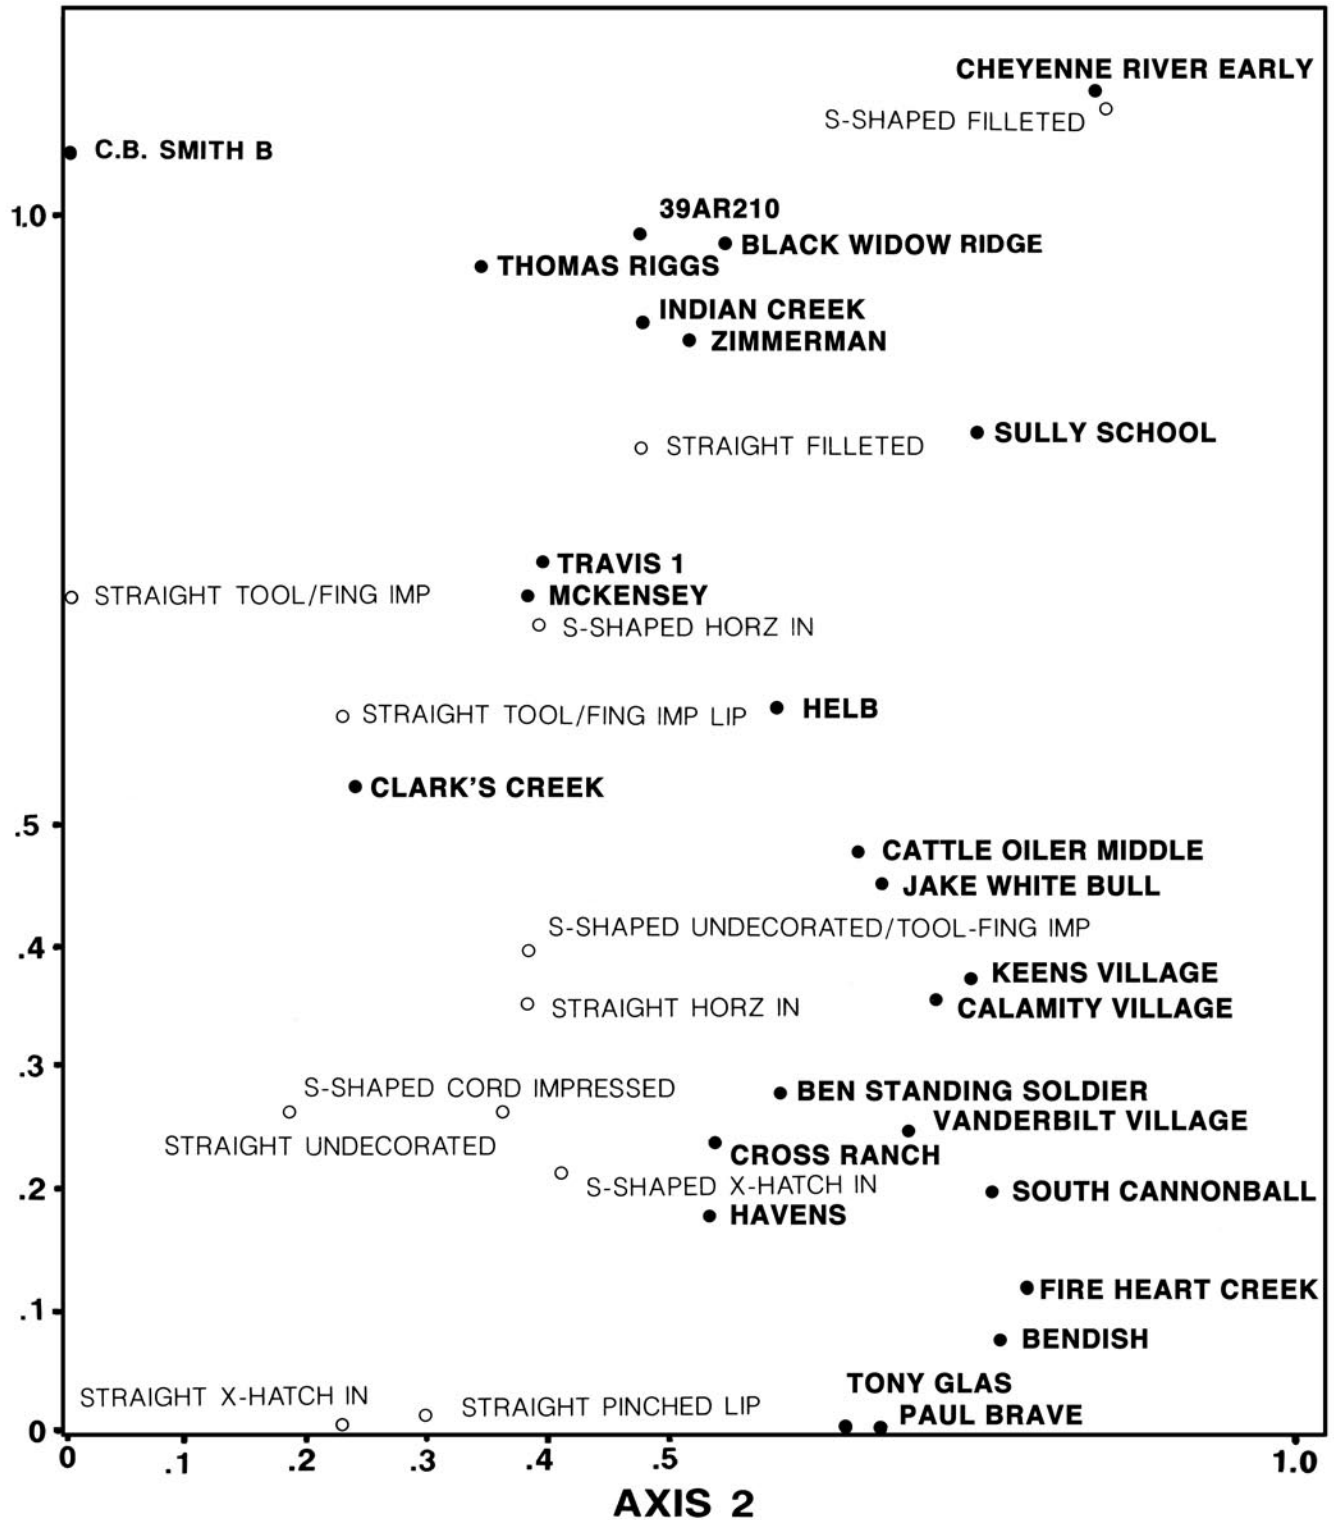 CHEYENNE RIVER EARLY
S-SHAPED FILLETED
C.B. SMITH B
1.0
39AR210
BLACK WIDOW RIDGE
THOMAS RIGGS
INDIAN CREEK
ZIMMERMAN
SULLY SCHOOL
STRAIGHT FILLETED
TRAVIS 1
STRAIGHT TOOL/FING IMP
MCKENSEY
S-SHAPED HORZ IN
STRAIGHT TOOL/FING IMP LIP
HELB
CLARK'S CREEK
.5
CATTLE OILER MIDDLE
JAKE WHITE BULL
S-SHAPED UNDECORATED/TOOL-FING IMP
.4
KEENS VILLAGE
STRAIGHT HORZ IN
CALAMITY VILLAGE
.3
S-SHAPED CORD IMPRESSED
BEN STANDING SOLDIER
VANDERBILT VILLAGE
STRAIGHT UNDECORATED
CROSS RANCH
.2
S-SHAPED X-HATCH IN
SOUTH CANNONBALL
HAVENS
FIRE HEART CREEK
.1
BENDISH
TONY GLAS
STRAIGHT X-HATCH IN
STRAIGHT PINCHED LIP
PAUL BRAVE
0
0 .1 .2 .3 .4 .5 1.0
AXIS 2